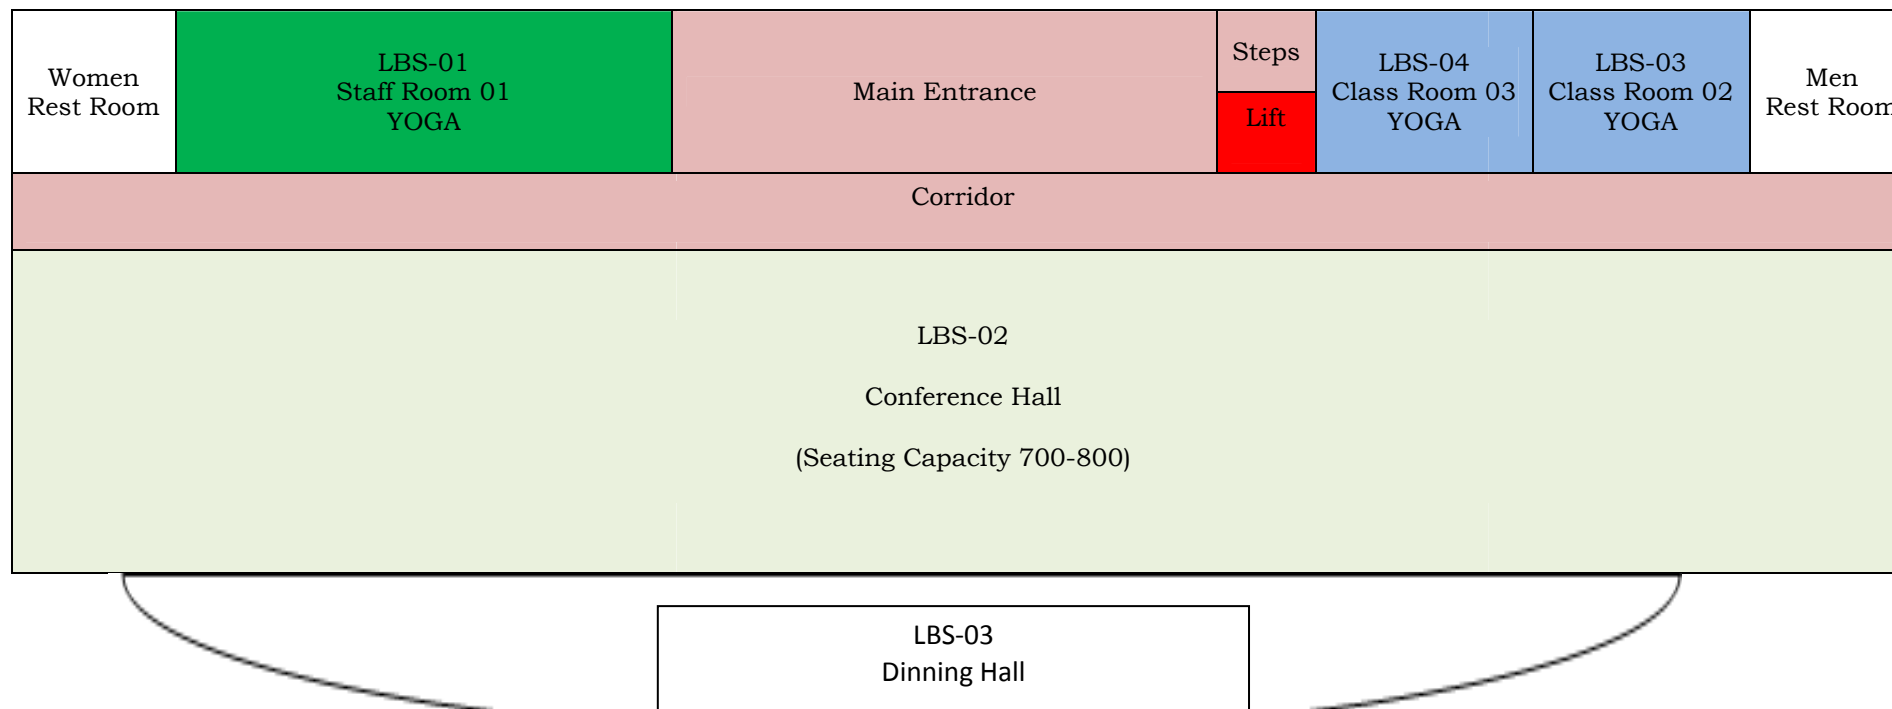 Women
Rest Room
LBS-01
Staff Room 01
YOGA
Main Entrance
Steps
Lift
LBS-04
Class Room 03
YOGA
LBS-03
Class Room 02
YOGA
Men
Rest Room
Corridor
LBS-02
Conference Hall
(Seating Capacity 700-800)
LBS-03
Dinning Hall